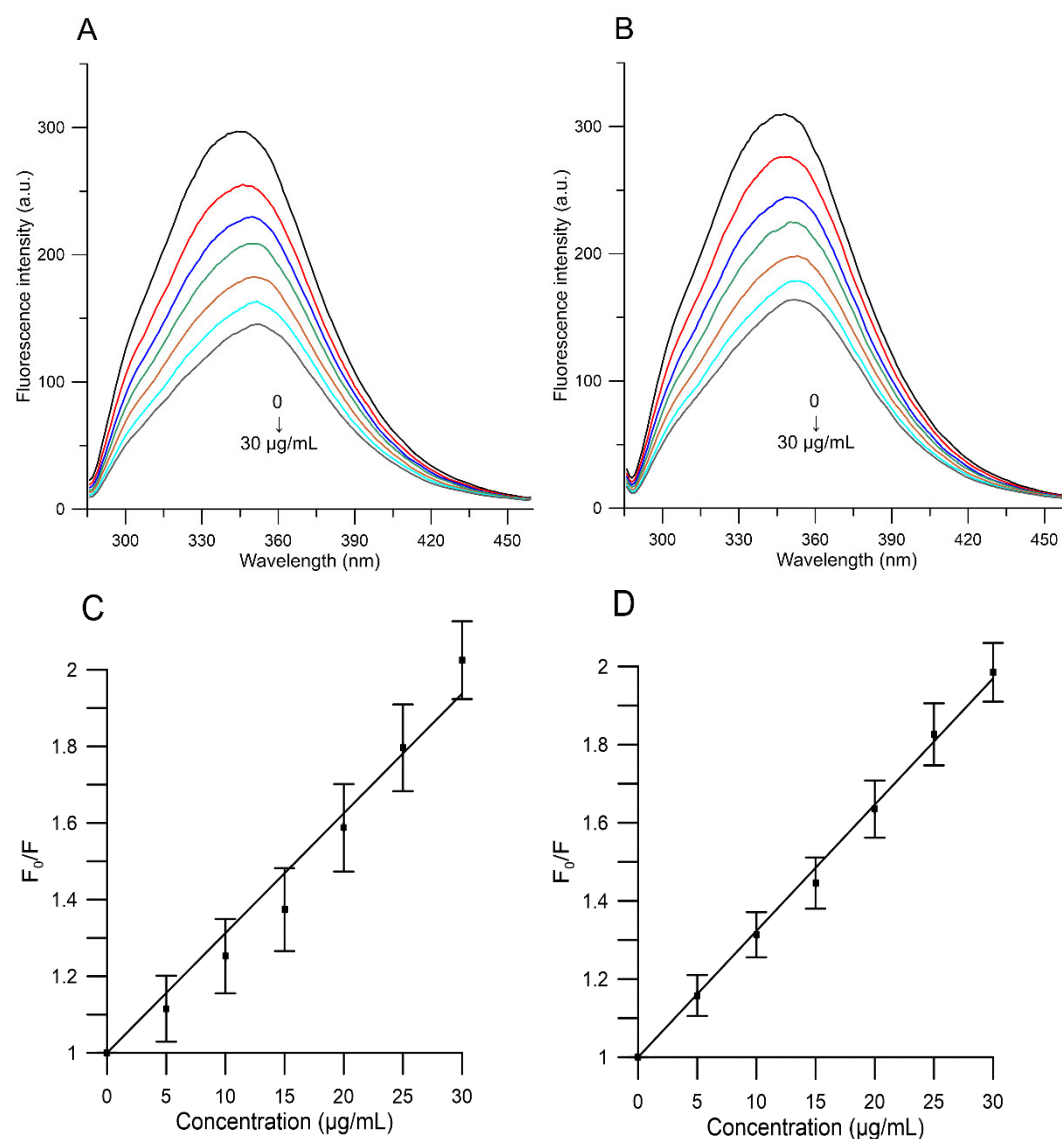 A
300
200
100
0
Fluorescence intensity (a.u.)
0
↓
30 µg/mL
300 330 360 390 420 450
Wavelength (nm)
B
300
200
100
0
Fluorescence intensity (a.u.)
0
↓
30 µg/mL
300 330 360 390 420 450
Wavelength (nm)
C
2
1.8
1.6
1.4
1.2
1
F₀/F
0 5 10 15 20 25 30
Concentration (µg/mL)
D
2
1.8
1.6
1.4
1.2
1
F₀/F
0 5 10 15 20 25 30
Concentration (µg/mL)